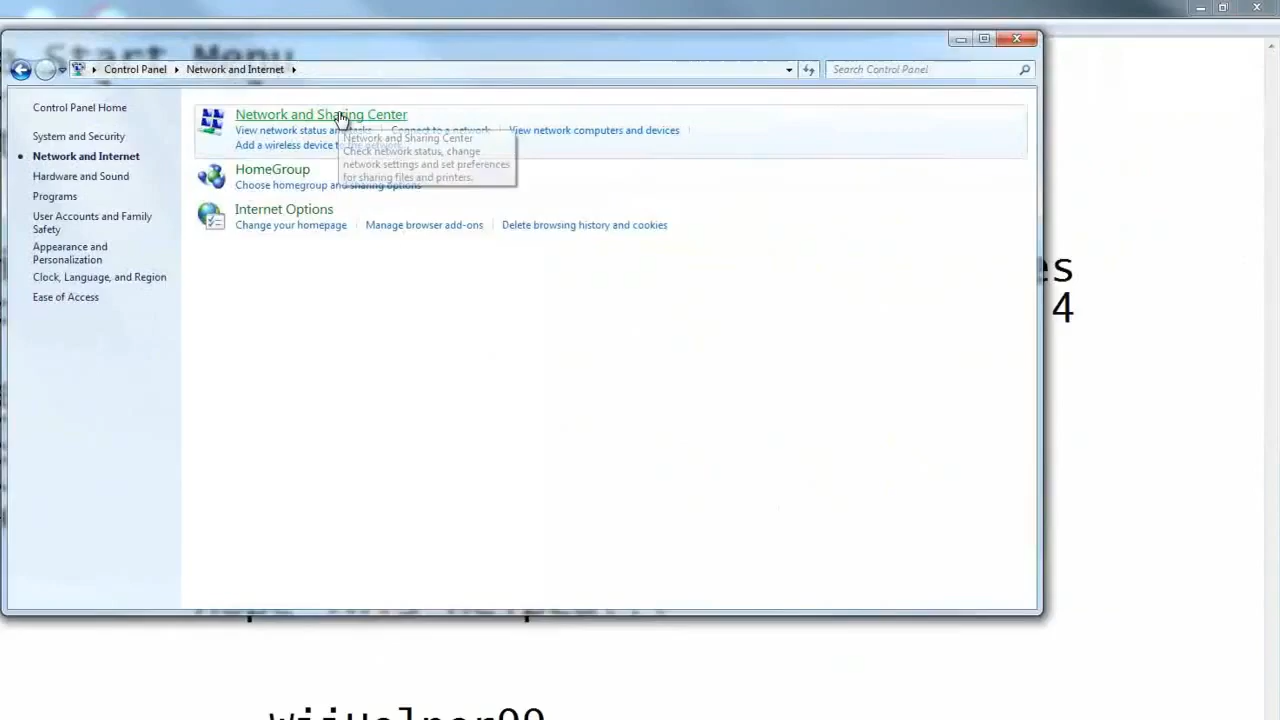 Start Menu
Control Panel
Network and Internet
Search Control Panel
Control Panel Home
System and Security
Network and Internet
Hardware and Sound
Programs
User Accounts and Family
Safety
Appearance and
Personalization
Clock, Language, and Region
Ease of Access
Network and Sharing Center
View network status and tasks
Connect to a network
View network computers and devices
Add a wireless device to the network
Network and Sharing Center
Check network status, change
network settings and set preferences
for sharing files and printers.
HomeGroup
Choose homegroup and sharing options
Internet Options
Change your homepage
Manage browser add-ons
Delete browsing history and cookies
es
4
WiiHelper99